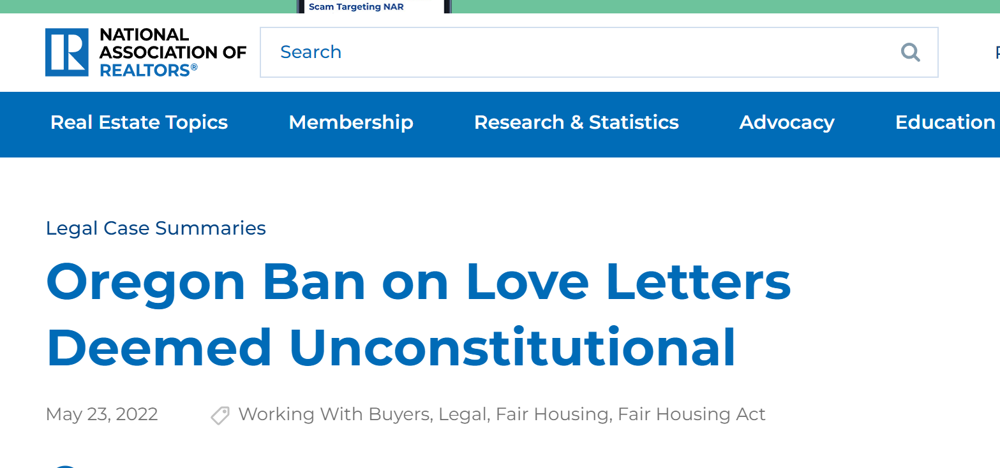 Scam Targeting NAR
NATIONAL
ASSOCIATION OF
REALTORS®
Search
Real Estate Topics Membership Research & Statistics Advocacy Education
Legal Case Summaries
Oregon Ban on Love Letters
Deemed Unconstitutional
May 23, 2022 Working With Buyers, Legal, Fair Housing, Fair Housing Act